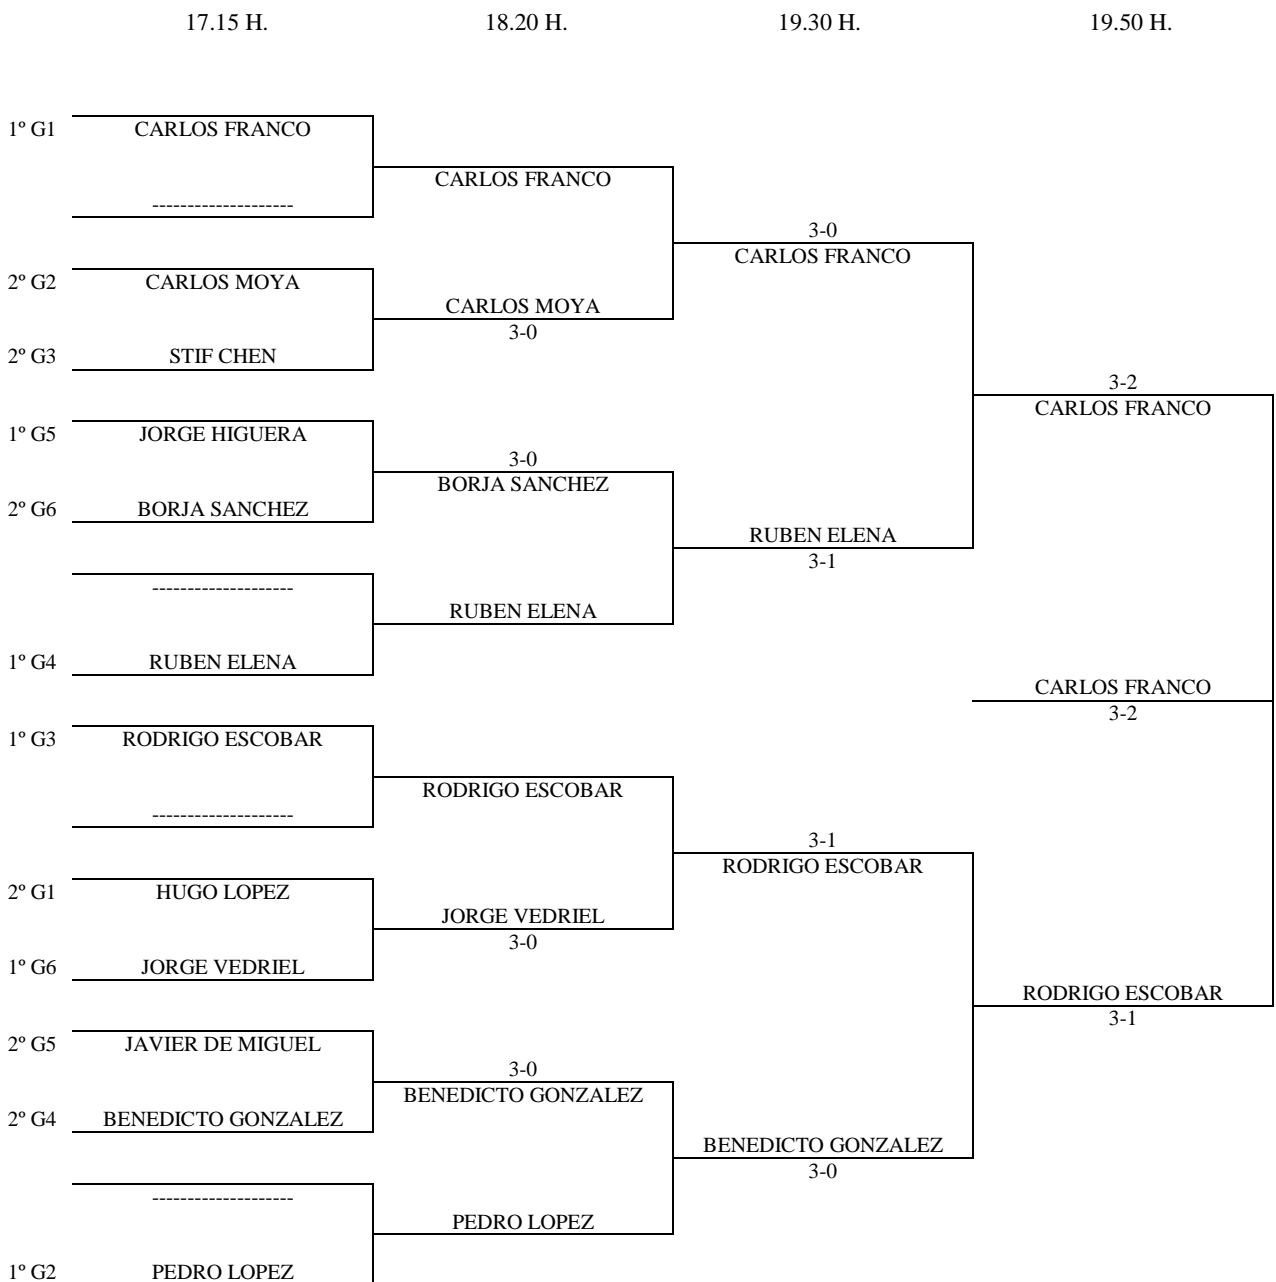 17.15 H. 18.20 H. 19.30 H. 19.50 H.
1º G1 CARLOS FRANCO
CARLOS FRANCO
--------------------
3-0
CARLOS FRANCO
2º G2 CARLOS MOYA
CARLOS MOYA
3-0
2º G3 STIF CHEN
3-2
CARLOS FRANCO
1º G5 JORGE HIGUERA
3-0
BORJA SANCHEZ
2º G6 BORJA SANCHEZ
RUBEN ELENA
3-1
--------------------
RUBEN ELENA
1º G4 RUBEN ELENA
CARLOS FRANCO
3-2
1º G3 RODRIGO ESCOBAR
RODRIGO ESCOBAR
--------------------
3-1
RODRIGO ESCOBAR
2º G1 HUGO LOPEZ
JORGE VEDRIEL
3-0
1º G6 JORGE VEDRIEL
RODRIGO ESCOBAR
3-1
2º G5 JAVIER DE MIGUEL
3-0
BENEDICTO GONZALEZ
2º G4 BENEDICTO GONZALEZ
BENEDICTO GONZALEZ
3-0
--------------------
PEDRO LOPEZ
1º G2 PEDRO LOPEZ